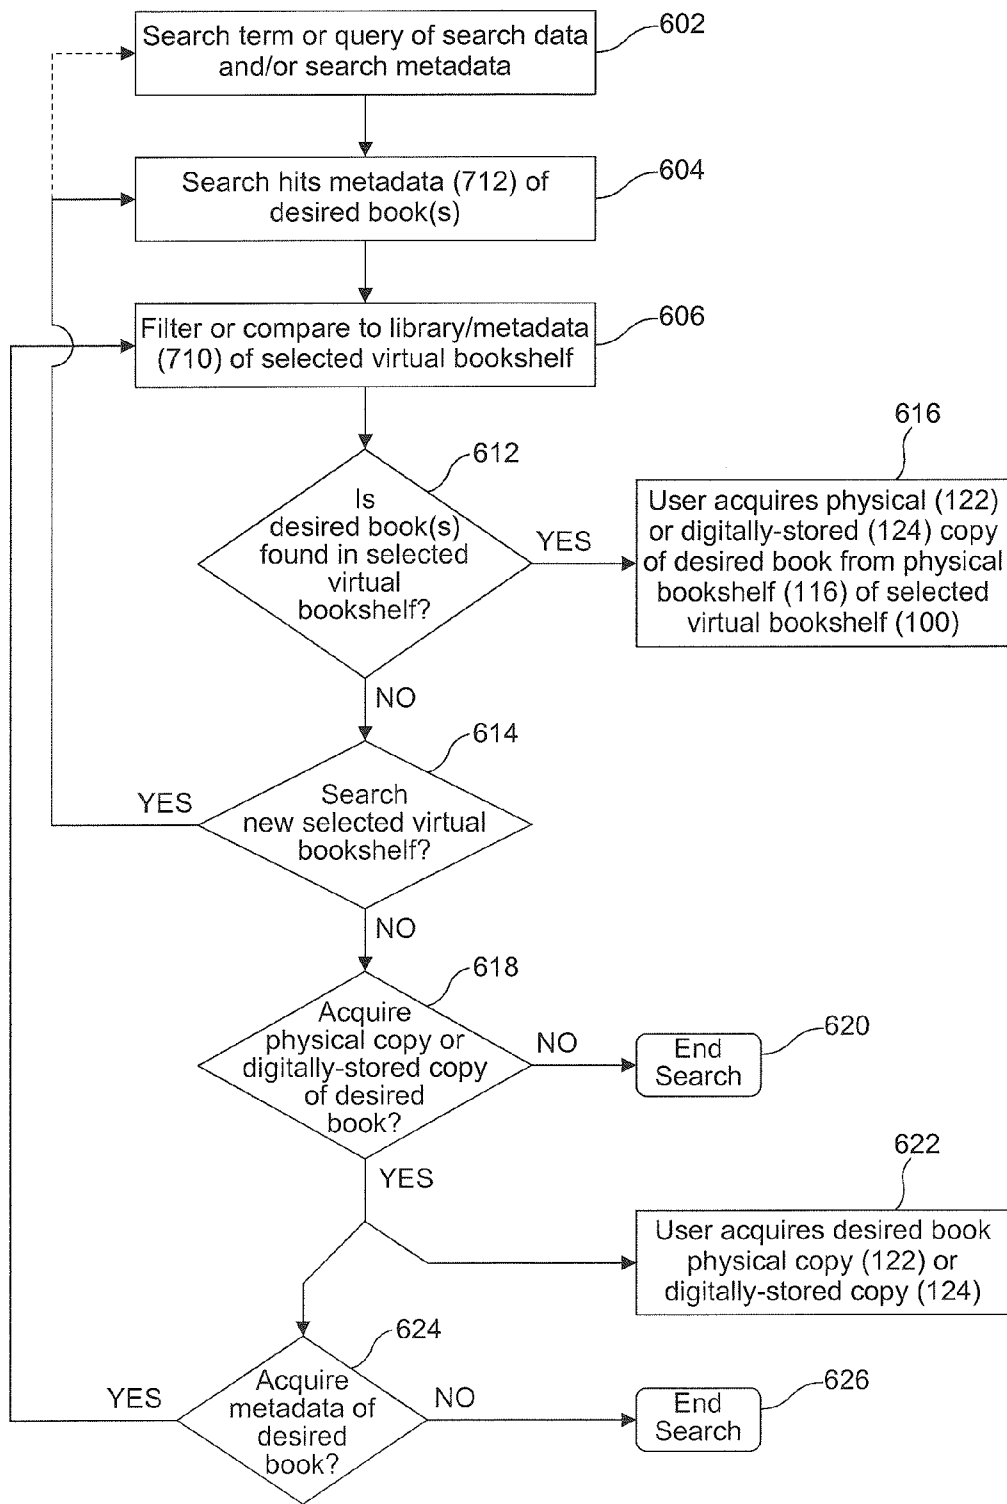 602
Search term or query of search data
and/or search metadata
604
Search hits metadata (712) of
desired book(s)
606
Filter or compare to library/metadata
(710) of selected virtual bookshelf
612
Is
desired book(s)
found in selected
virtual
bookshelf?
YES
616
User acquires physical (122)
or digitally-stored (124) copy
of desired book from physical
bookshelf (116) of selected
virtual bookshelf (100)
NO
614
YES
Search
new selected virtual
bookshelf?
NO
618
Acquire
physical copy or
digitally-stored copy
of desired
book?
NO
620
End
Search
YES
622
User acquires desired book
physical copy (122) or
digitally-stored copy (124)
624
YES
Acquire
metadata of
desired
book?
NO
626
End
Search